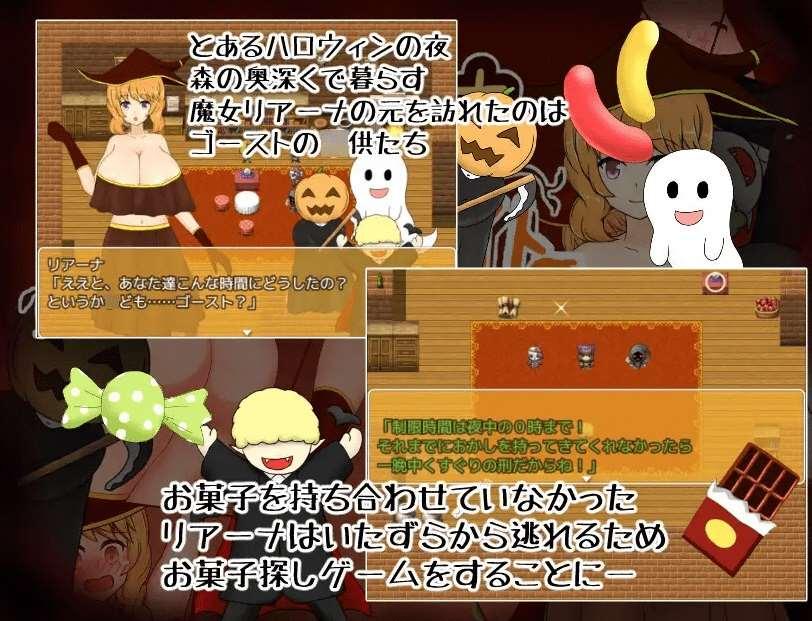 とあるハロウィンの夜
森の奥深くで暮らす
魔女リアーナの元を訪れたのは
ゴーストの 供たち
リアーナ
「ええと、あなた達こんな時間にどうしたの？
というか ども……ゴースト？」
「制限時間は夜中の０時まで！
それまでにおかしを持ってきてくれなかったら
一晩中くすぐりの刑だからね！」
お菓子を持ち合わせていなかった
リアーナはいたずらから逃れるため
お菓子探しゲームをすることにー